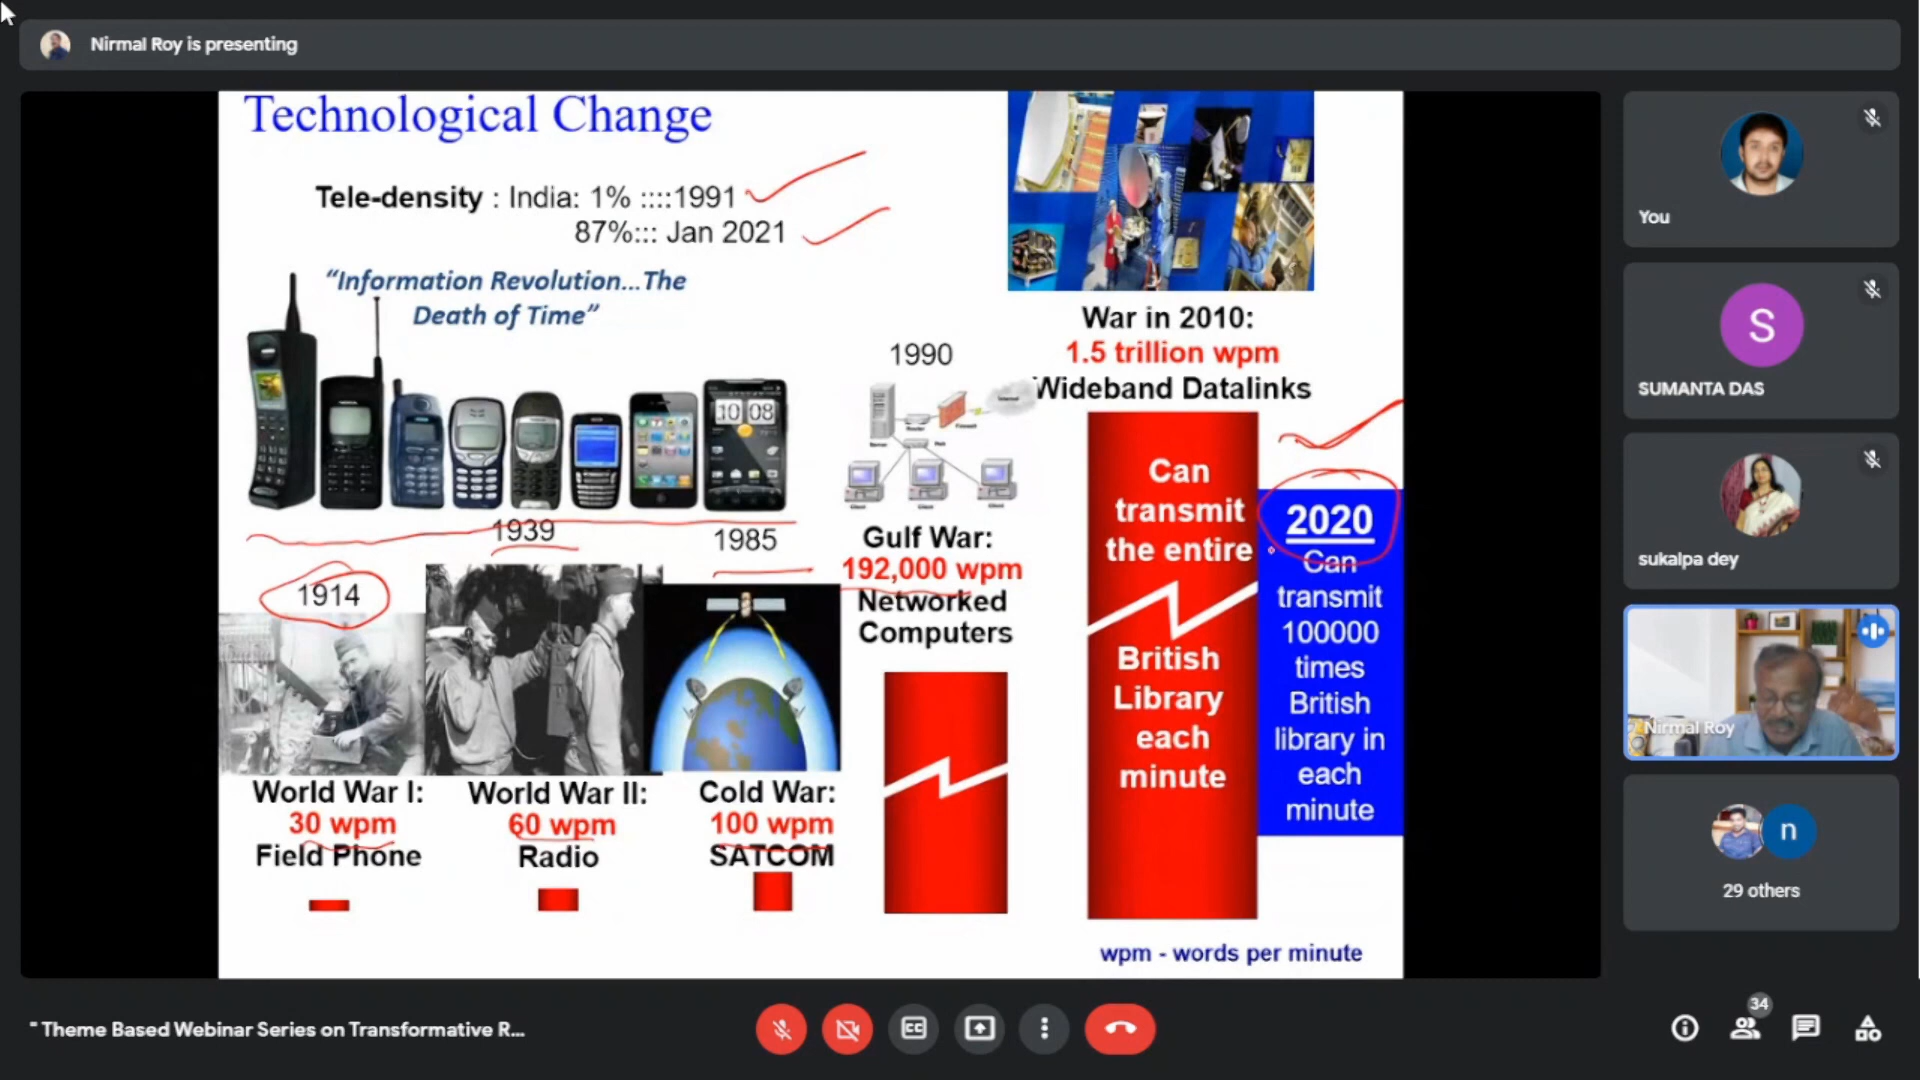 Nirmal Roy is presenting
Technological Change
Tele-density : India: 1% ::::1991
87%::: Jan 2021
“Information Revolution...The
Death of Time”
10 08
1939
1985
1914
World War I:
30 wpm
Field Phone
World War II:
60 wpm
Radio
Cold War:
100 wpm
SATCOM
1990
Gulf War:
192,000 wpm
Networked
Computers
War in 2010:
1.5 trillion wpm
Wideband Datalinks
Can
transmit
the entire
British
Library
each
minute
2020
Can
transmit
100000
times
British
library in
each
minute
wpm - words per minute
You
S
SUMANTA DAS
sukalpa dey
Nirmal Roy
n
29 others
" Theme Based Webinar Series on Transformative R...
CC
34